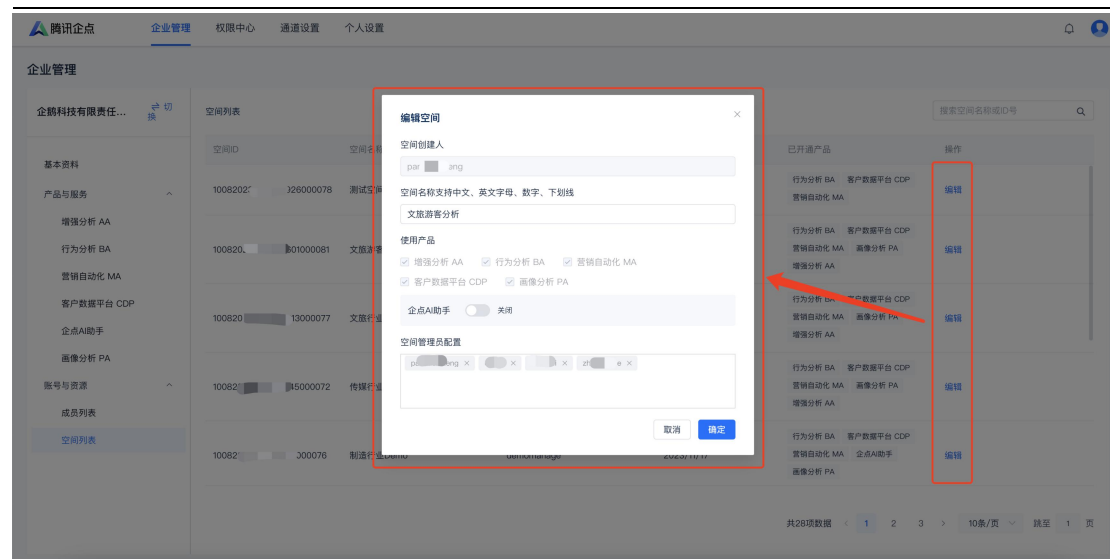 腾讯企点 企业管理 权限中心 通道设置 个人设置
企业管理
企鹅科技有限责任... 切换
空间列表
搜索空间名称或ID号
基本资料
产品与服务
增强分析 AA
行为分析 BA
营销自动化 MA
客户数据平台 CDP
企点AI助手
画像分析 PA
账号与资源
成员列表
空间列表
空间ID 空间名称 已开通产品 操作
1008202 026000078 测试空间 行为分析 BA 客户数据平台 CDP 编辑
营销自动化 MA
100820 01000081 文旅游客 行为分析 BA 客户数据平台 CDP 编辑
营销自动化 MA 画像分析 PA
增强分析 AA
100820 13000077 文旅行业 行为分析 BA 客户数据平台 CDP 编辑
营销自动化 MA 画像分析 PA
增强分析 AA
10082 45000072 传媒行业 行为分析 BA 客户数据平台 CDP 编辑
营销自动化 MA 画像分析 PA
增强分析 AA
10082 000076 制造行业Demo demomanage 2023/11/17 行为分析 BA 客户数据平台 CDP 编辑
营销自动化 MA 企点AI助手
画像分析 PA
共28项数据 1 2 3 10条/页 跳至 1 页
编辑空间
空间创建人
par ang
空间名称支持中文、英文字母、数字、下划线
文旅游客分析
使用产品
增强分析 AA 行为分析 BA 营销自动化 MA
客户数据平台 CDP 画像分析 PA
企点AI助手 关闭
空间管理员配置
pa eng × × × zh e ×
取消 确定